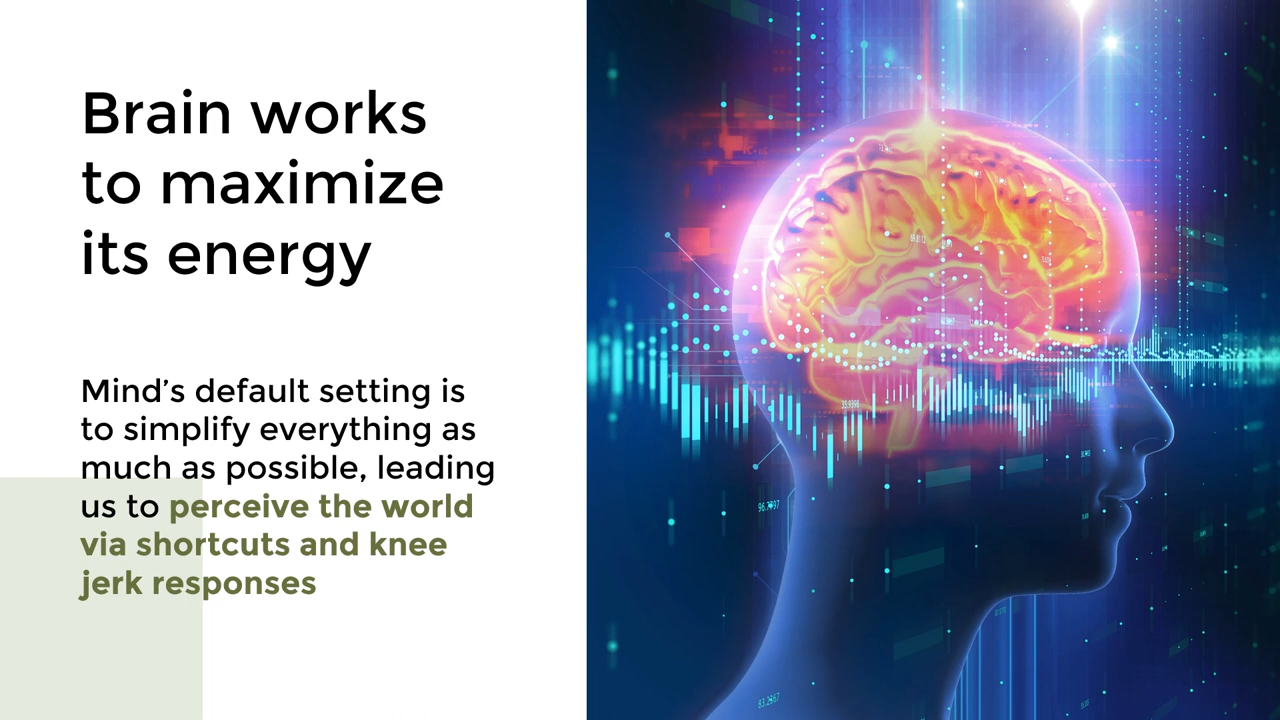 Brain works
to maximize
its energy
Mind’s default setting is
to simplify everything as
much as possible, leading
us to perceive the world
via shortcuts and knee
jerk responses